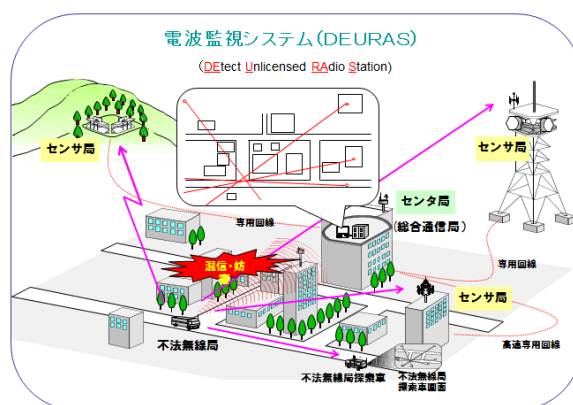 電波監視システム(DEURAS)
(DEtect Unlicensed RAdio Station)
センサ局
センサ局
センタ局
(総合通信局)
専用回線
混信・妨
害
専用回線
センサ局
不法無線局
高速専用回線
不法無線局探索車
不法無線局
探索車画面